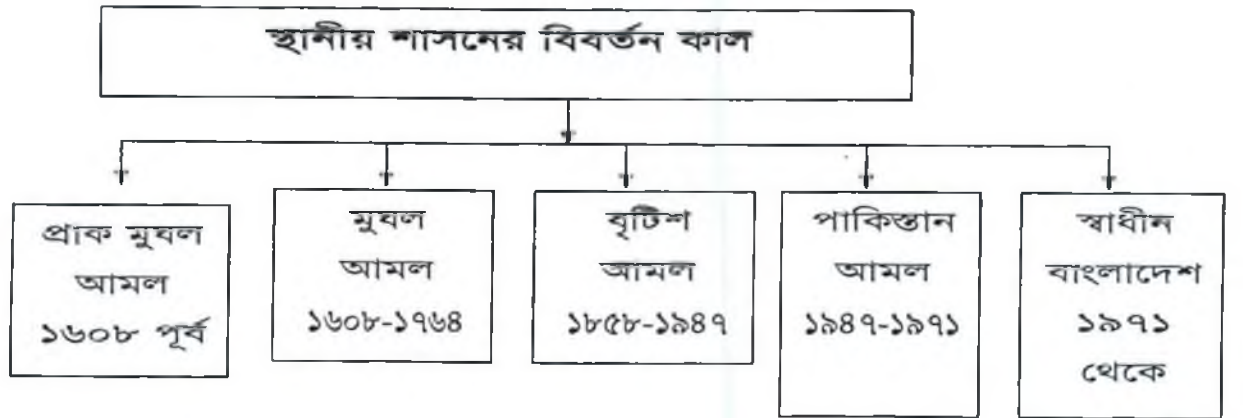 স্থানীয় শাসনের বিবর্তন কাল
প্রাক মুঘল
আমল
১৬০৮ পূর্ব
মুঘল
আমল
১৬০৮-১৭৬৪
বৃটিশ
আমল
১৮৫৮-১৯৪৭
পাকিস্তান
আমল
১৯৪৭-১৯৭১
স্বাধীন
বাংলাদেশ
১৯৭১
থেকে